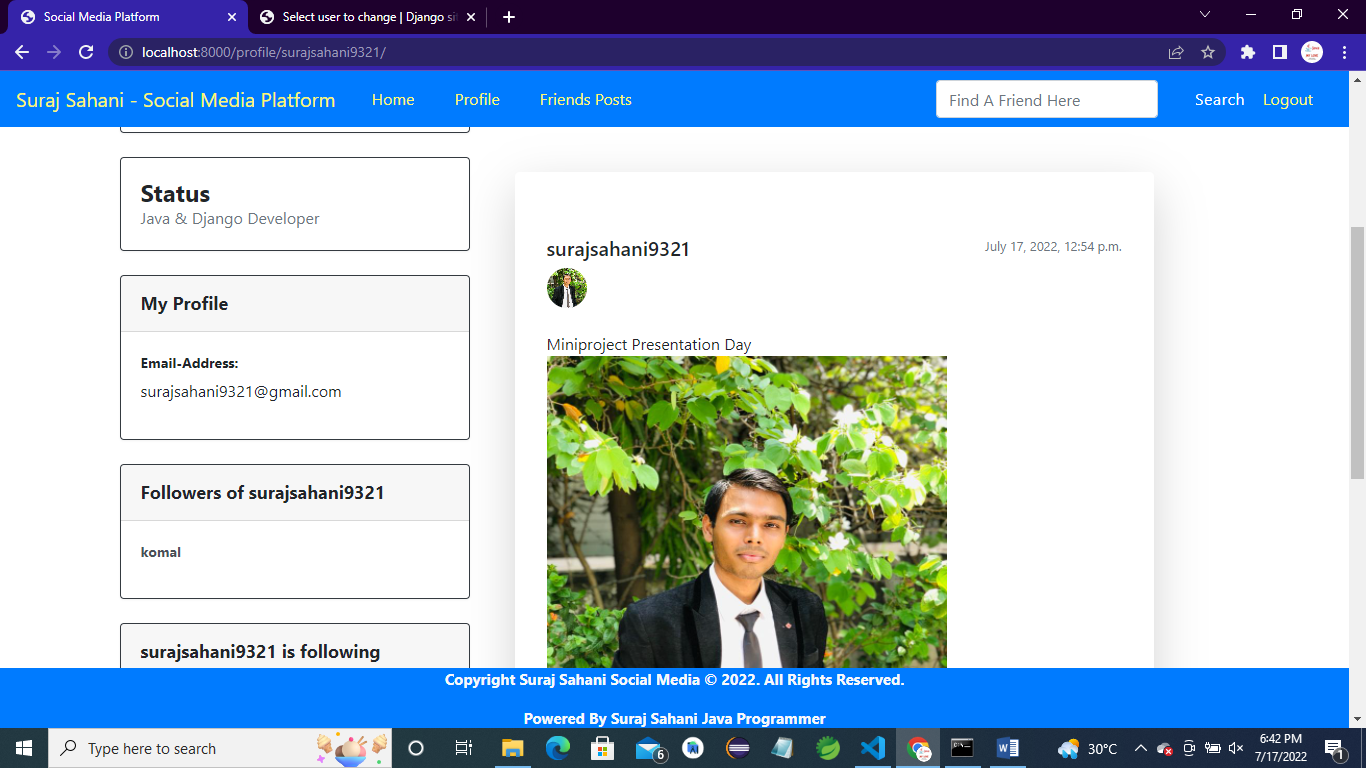 Social Media Platform
Select user to change | Django si
localhost:8000/profile/surajsahani9321/
Suraj Sahani - Social Media Platform
Home
Profile
Friends Posts
Find A Friend Here
Search
Logout
Status
Java & Django Developer
My Profile
Email-Address:
surajsahani9321@gmail.com
Followers of surajsahani9321
komal
surajsahani9321 is following
surajsahani9321
July 17, 2022, 12:54 p.m.
Miniproject Presentation Day
Copyright Suraj Sahani Social Media © 2022. All Rights Reserved.
Powered By Suraj Sahani Java Programmer
Type here to search
6
30°C
6:42 PM
7/17/2022
1